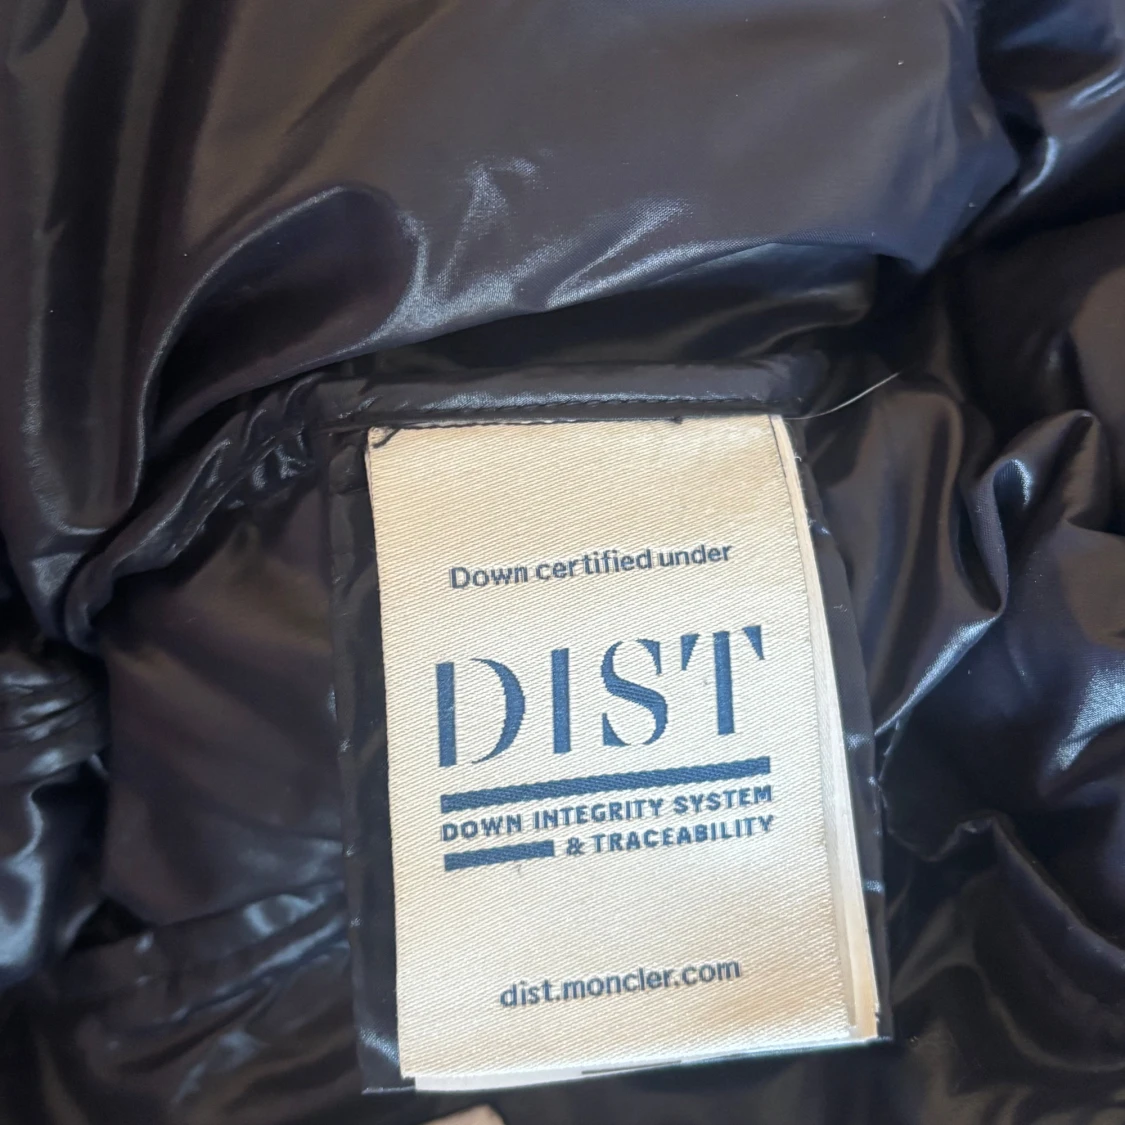 Down certified under
DIST
DOWN INTEGRITY SYSTEM
& TRACEABILITY
dist.moncler.com